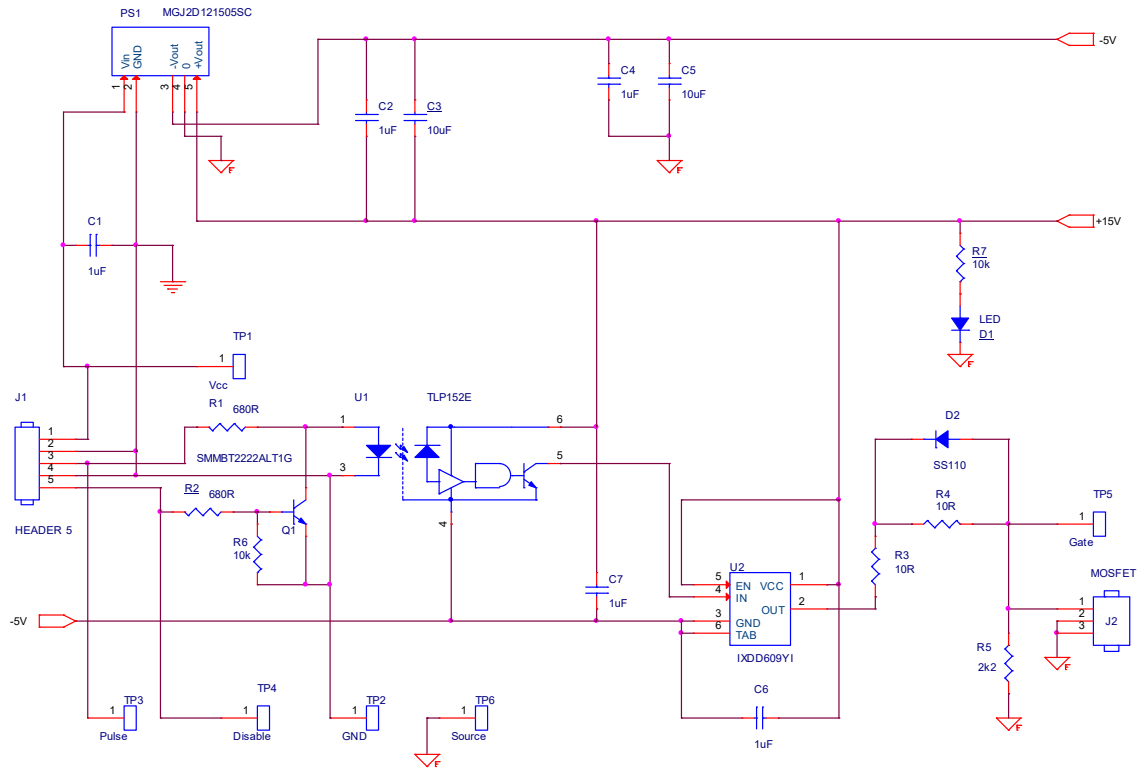 PS1 MGJ2D121505SC
Vin
GND
-Vout
0
+Vout
1
2
3
4
5
-5V
C2
1uF
C3
10uF
C4
1uF
C5
10uF
F
F
+15V
C1
1uF
R7
10k
LED
D1
F
TP1
1
Vcc
J1
1
2
3
4
5
HEADER 5
R1 680R
SMMBT2222ALT1G
R2 680R
Q1
R6
10k
U1 TLP152E
1
3
6
5
4
D2
SS110
R4
10R
R3
10R
TP5
1
Gate
MOSFET
1
2
3
J2
F
R5
2k2
F
U2
5 EN VCC 1
4 IN
OUT 2
3 GND
6 TAB
IXDD609YI
C7
1uF
-5V
C6
1uF
TP3
1
Pulse
TP4
1
Disable
TP2
1
GND
TP6
1
Source
F